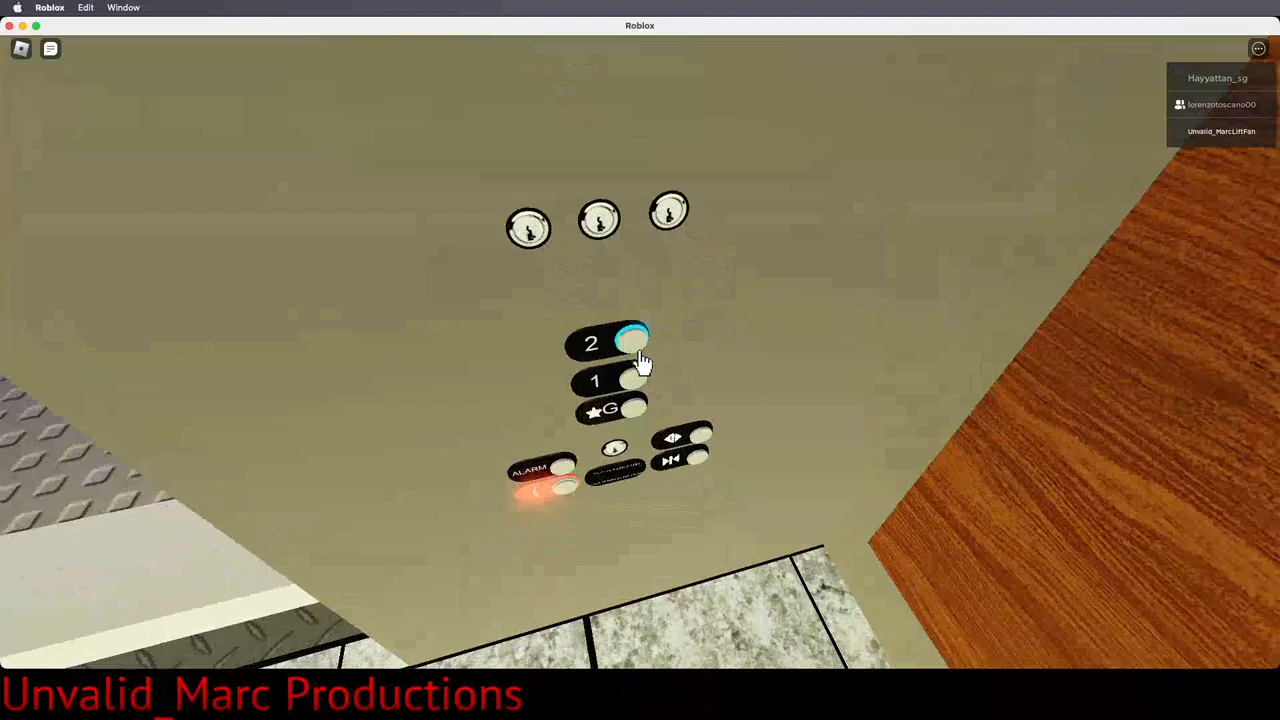 Roblox Edit Window
Roblox
Hayyattan_sg
lorenzotoscano00
Unvalid_MarcLiftFan
2
1
★G
ALARM
Unvalid_Marc Productions